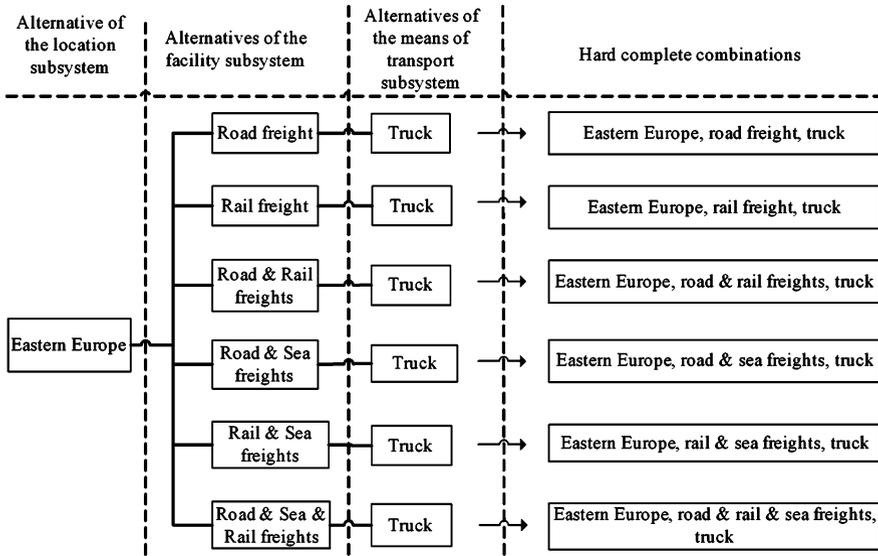 Alternative of
the location
subsystem
Alternatives of the
facility subsystem
Alternatives of
the means of
transport
subsystem
Hard complete combinations
Eastern Europe
Road freight
Truck
Eastern Europe, road freight, truck
Rail freight
Truck
Eastern Europe, rail freight, truck
Road & Rail
freights
Truck
Eastern Europe, road & rail freights, truck
Road & Sea
freights
Truck
Eastern Europe, road & sea freights, truck
Rail & Sea
freights
Truck
Eastern Europe, rail & sea freights, truck
Road & Sea &
Rail freights
Truck
Eastern Europe, road & rail & sea freights,
truck